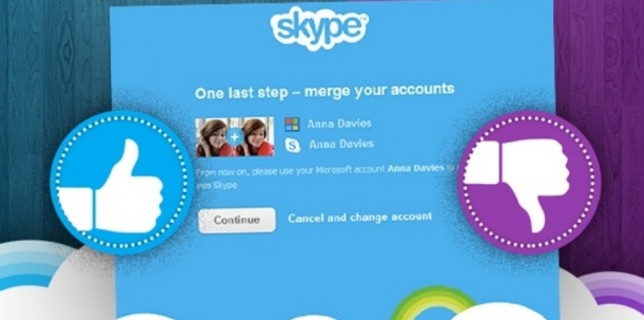 skype
One last step – merge your accounts
Anna Davies
Anna Davies
From now on, please use your Microsoft account Anna Davies to
into Skype
Continue
Cancel and change account